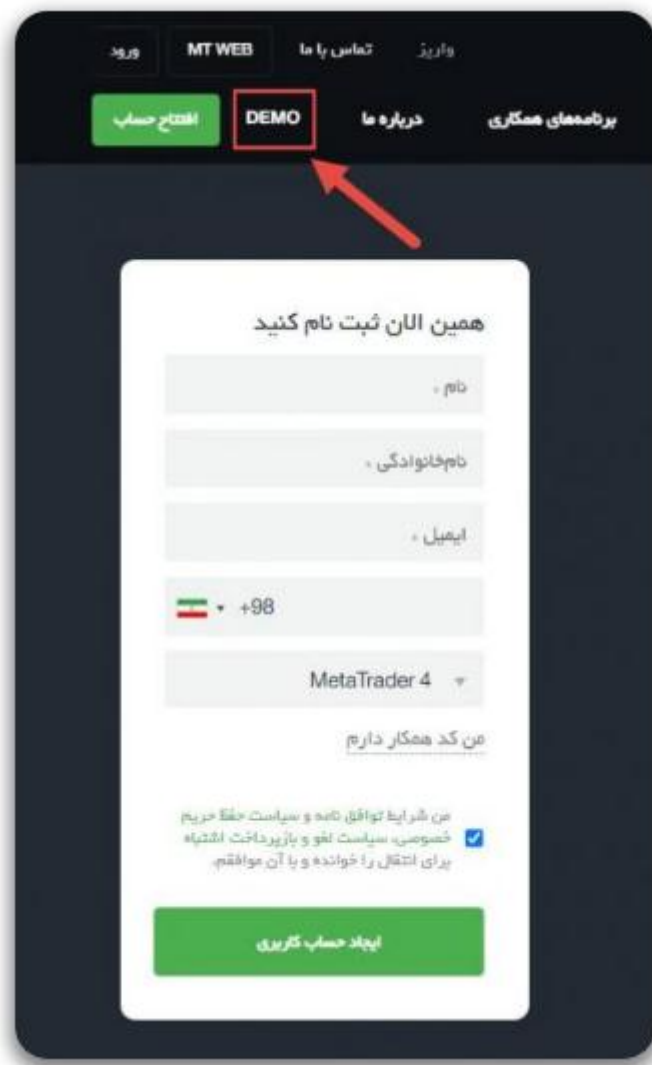 واریز تماس با ما MT WEB ورود
برنامه‌های همکاری درباره ما DEMO افتتاح حساب
همین الان ثبت نام کنید
نام *
نام‌خانوادگی *
ایمیل *
+98
MetaTrader 4
من کد همکار دارم
من شرایط توافق نامه و سیاست حفظ حریم
خصوصی، سیاست لغو و بازپرداخت اشتباه
برای انتقال را خوانده و با آن موافقم.
ایجاد حساب کاربری